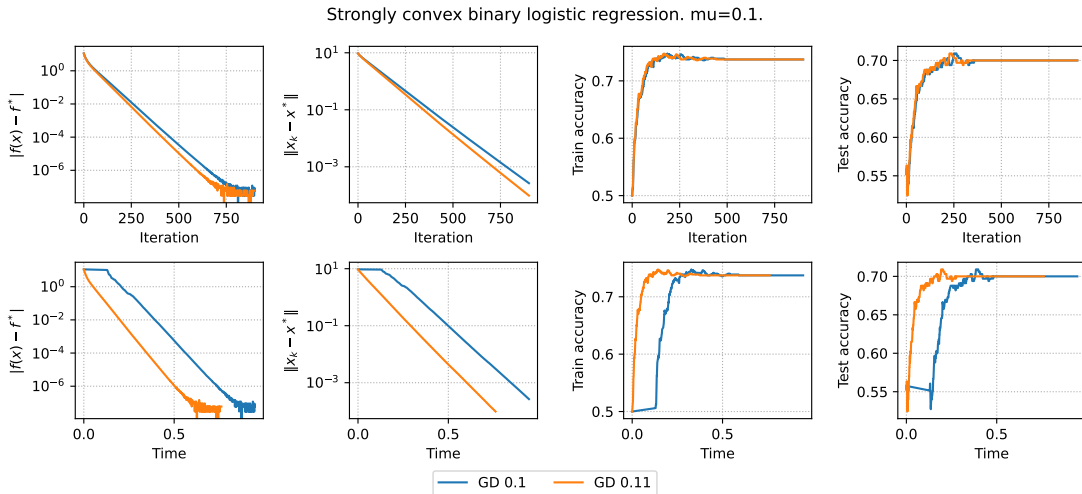 Strongly convex binary logistic regression. mu=0.1.
|f(x) − f*|
10^0
10^−2
10^−4
10^−6
0 250 500 750
Iteration
||x_k − x*||
10^1
10^−1
10^−3
0 250 500 750
Iteration
Train accuracy
0.7
0.6
0.5
0 250 500 750
Iteration
Test accuracy
0.70
0.65
0.60
0.55
0 250 500 750
Iteration
|f(x) − f*|
10^0
10^−2
10^−4
10^−6
0.0 0.5
Time
||x_k − x*||
10^1
10^−1
10^−3
0.0 0.5
Time
Train accuracy
0.7
0.6
0.5
0.0 0.5
Time
Test accuracy
0.70
0.65
0.60
0.55
0.0 0.5
Time
GD 0.1 GD 0.11